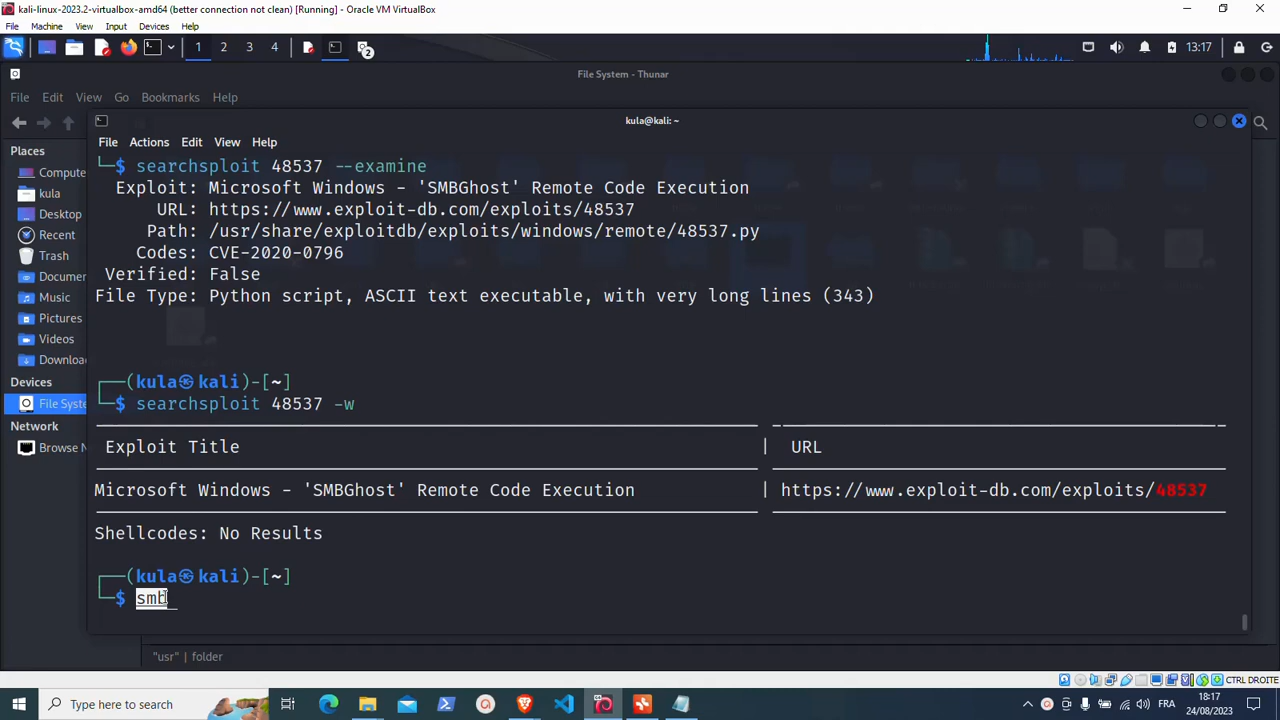 kali-linux-2023.2-virtualbox-amd64 (better connection not clean) [Running] - Oracle VM VirtualBox
File Machine View Input Devices Help
1 2 3 4 2 13:17
File System - Thunar
File Edit View Go Bookmarks Help
kula@kali: ~
File Actions Edit View Help
Places
Compute
kula
Desktop
Recent
Trash
Documen
Music
Pictures
Videos
Downloa
Devices
File Syste
Network
Browse N
└─$ searchsploit 48537 --examine
Exploit: Microsoft Windows - 'SMBGhost' Remote Code Execution
URL: https://www.exploit-db.com/exploits/48537
Path: /usr/share/exploitdb/exploits/windows/remote/48537.py
Codes: CVE-2020-0796
Verified: False
File Type: Python script, ASCII text executable, with very long lines (343)
┌──(kula㉿kali)-[~]
└─$ searchsploit 48537 -w
Exploit Title | URL
Microsoft Windows - 'SMBGhost' Remote Code Execution | https://www.exploit-db.com/exploits/48537
Shellcodes: No Results
┌──(kula㉿kali)-[~]
└─$ smb
"usr" | folder
CTRL DROITE
Type here to search
FRA
18:17
24/08/2023